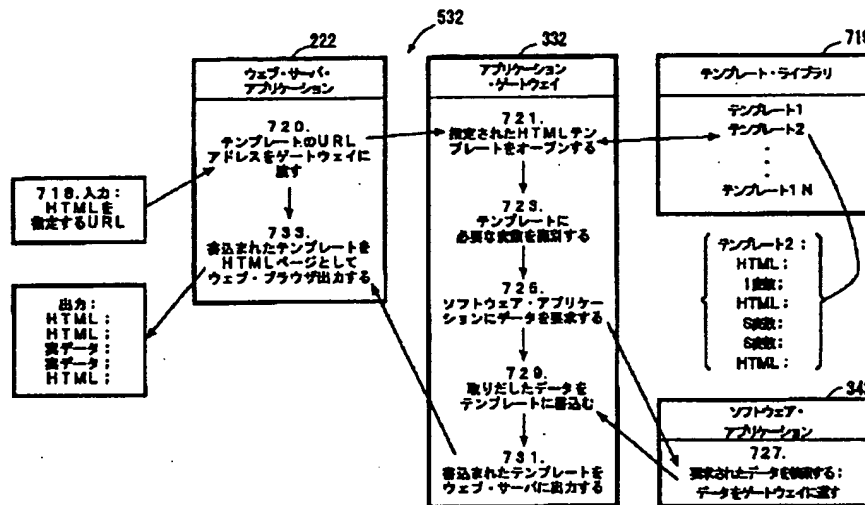 532
222
ウェブ・サーバ・
アプリケーション
720.
テンプレートのURL
アドレスをゲートウェイに
渡す
733.
書込まれたテンプレートを
HTMLページとして
ウェブ・ブラウザ出力する
718.入力:
HTMLを
指定するURL
出力:
HTML;
HTML;
実データ;
実データ;
HTML;
332
アプリケーション
・ゲートウェイ
721.
指定されたHTMLテン
プレートをオープンする
723.
テンプレートに
必要な変数を識別する
725.
ソフトウェア・アプリケー
ションにデータを要求する
729.
取りだしたデータを
テンプレートに書込む
731.
書込まれたテンプレートを
ウェブ・サーバに出力する
719
テンプレート・ライブラリ
テンプレート1
テンプレート2
テンプレート1N
テンプレート2:
HTML;
I変数;
HTML;
S変数;
S変数;
HTML;
ソフトウェア・
アプリケーション
727.
要求されたデータを検索する;
データをゲートウェイに返す